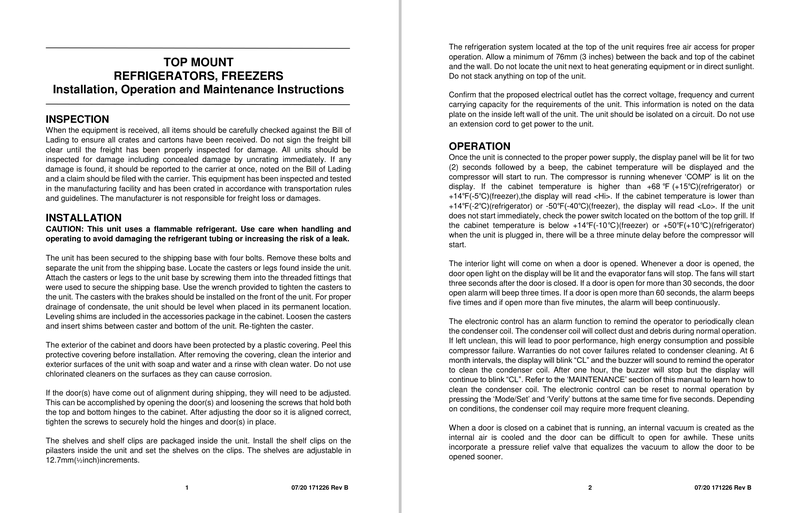 TOP MOUNT
REFRIGERATORS, FREEZERS
Installation, Operation and Maintenance Instructions
INSPECTION
When the equipment is received, all items should be carefully checked against the Bill of
Lading to ensure all crates and cartons have been received. Do not sign the freight bill
clear until the freight has been properly inspected for damage. All units should be
inspected for damage including concealed damage by uncrating immediately. If any
damage is found, it should be reported to the carrier at once, noted on the Bill of Lading
and a claim should be filed with the carrier. This equipment has been inspected and tested
in the manufacturing facility and has been crated in accordance with transportation rules
and guidelines. The manufacturer is not responsible for freight loss or damages.
INSTALLATION
CAUTION: This unit uses a flammable refrigerant. Use care when handling and
operating to avoid damaging the refrigerant tubing or increasing the risk of a leak.
The unit has been secured to the shipping base with four bolts. Remove these bolts and
separate the unit from the shipping base. Locate the casters or legs found inside the unit.
Attach the casters or legs to the unit base by screwing them into the threaded fittings that
were used to secure the shipping base. Use the wrench provided to tighten the casters to
the unit. The casters with the brakes should be installed on the front of the unit. For proper
drainage of condensate, the unit should be level when placed in its permanent location.
Leveling shims are included in the accessories package in the cabinet. Loosen the casters
and insert shims between caster and bottom of the unit. Re-tighten the caster.
The exterior of the cabinet and doors have been protected by a plastic covering. Peel this
protective covering before installation. After removing the covering, clean the interior and
exterior surfaces of the unit with soap and water and a rinse with clean water. Do not use
chlorinated cleaners on the surfaces as they can cause corrosion.
If the door(s) have come out of alignment during shipping, they will need to be adjusted.
This can be accomplished by opening the door(s) and loosening the screws that hold both
the top and bottom hinges to the cabinet. After adjusting the door so it is aligned correct,
tighten the screws to securely hold the hinges and door(s) in place.
The shelves and shelf clips are packaged inside the unit. Install the shelf clips on the
pilasters inside the unit and set the shelves on the clips. The shelves are adjustable in
12.7mm(½inch)increments.
1 07/20 171226 Rev B
The refrigeration system located at the top of the unit requires free air access for proper
operation. Allow a minimum of 76mm (3 inches) between the back and top of the cabinet
and the wall. Do not locate the unit next to heat generating equipment or in direct sunlight.
Do not stack anything on top of the unit.
Confirm that the proposed electrical outlet has the correct voltage, frequency and current
carrying capacity for the requirements of the unit. This information is noted on the data
plate on the inside left wall of the unit. The unit should be isolated on a circuit. Do not use
an extension cord to get power to the unit.
OPERATION
Once the unit is connected to the proper power supply, the display panel will be lit for two
(2) seconds followed by a beep, the cabinet temperature will be displayed and the
compressor will start to run. The compressor is running whenever 'COMP' is lit on the
display. If the cabinet temperature is higher than +68 °F (+15°C)(refrigerator) or
+14°F(-5°C)(freezer),the display will read <Hi>. If the cabinet temperature is lower than
+14°F(-2°C)(refrigerator) or -50°F(-40°C)(freezer), the display will read <Lo>. If the unit
does not start immediately, check the power switch located on the bottom of the top grill. If
the cabinet temperature is below +14°F(-10°C)(freezer) or +50°F(+10°C)(refrigerator)
when the unit is plugged in, there will be a three minute delay before the compressor will
start.
The interior light will come on when a door is opened. Whenever a door is opened, the
door open light on the display will be lit and the evaporator fans will stop. The fans will start
three seconds after the door is closed. If a door is open for more than 30 seconds, the door
open alarm will beep three times. If a door is open more than 60 seconds, the alarm beeps
five times and if open more than five minutes, the alarm will beep continuously.
The electronic control has an alarm function to remind the operator to periodically clean
the condenser coil. The condenser coil will collect dust and debris during normal operation.
If left unclean, this will lead to poor performance, high energy consumption and possible
compressor failure. Warranties do not cover failures related to condenser cleaning. At 6
month intervals, the display will blink “CL” and the buzzer will sound to remind the operator
to clean the condenser coil. After one hour, the buzzer will stop but the display will
continue to blink “CL”. Refer to the ‘MAINTENANCE’ section of this manual to learn how to
clean the condenser coil. The electronic control can be reset to normal operation by
pressing the ‘Mode/Set’ and ‘Verify’ buttons at the same time for five seconds. Depending
on conditions, the condenser coil may require more frequent cleaning.
When a door is closed on a cabinet that is running, an internal vacuum is created as the
internal air is cooled and the door can be difficult to open for awhile. These units
incorporate a pressure relief valve that equalizes the vacuum to allow the door to be
opened sooner.
2 07/20 171226 Rev B